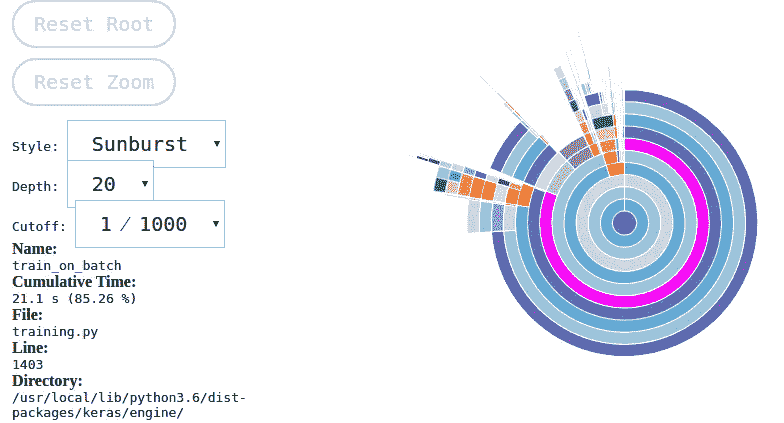 Reset Root
Reset Zoom
Style: Sunburst
Depth: 20
Cutoff: 1 / 1000
Name:
train_on_batch
Cumulative Time:
21.1 s (85.26 %)
File:
training.py
Line:
1403
Directory:
/usr/local/lib/python3.6/dist-
packages/keras/engine/